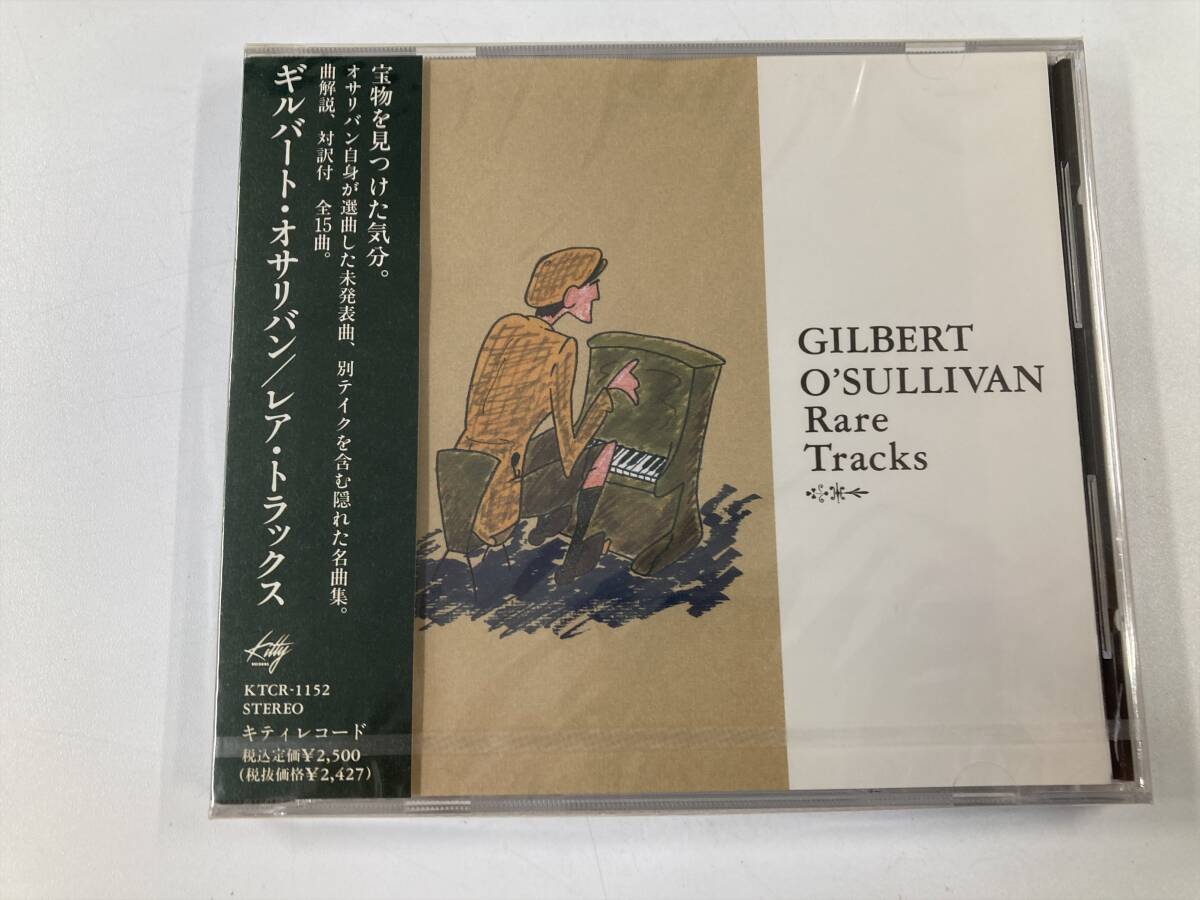 宝物を見つけた気分。
オサリバン自身が選曲した未発表曲、別テイクを含む隠れた名曲集。
曲解説、対訳付 全15曲。
ギルバート・オサリバン/レア・トラックス
Kitty
RECORDS
KTCR-1152
STEREO
キティレコード
税込定価¥2,500
(税抜価格¥2,427)
GILBERT
O'SULLIVAN
Rare
Tracks